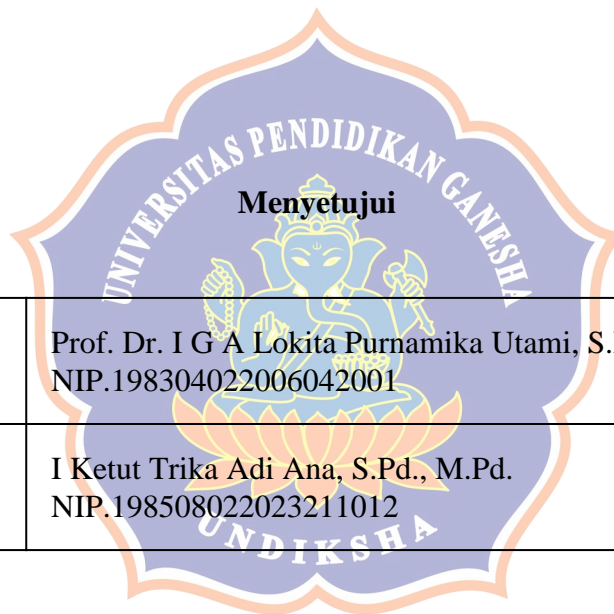 UNIVERSITAS PENDIDIKAN GANESHA
Menyetujui
Prof. Dr. I G A Lokita Purnamika Utami, S.
NIP.198304022006042001
I Ketut Trika Adi Ana, S.Pd., M.Pd.
NIP.198508022023211012
UNDIKSHA